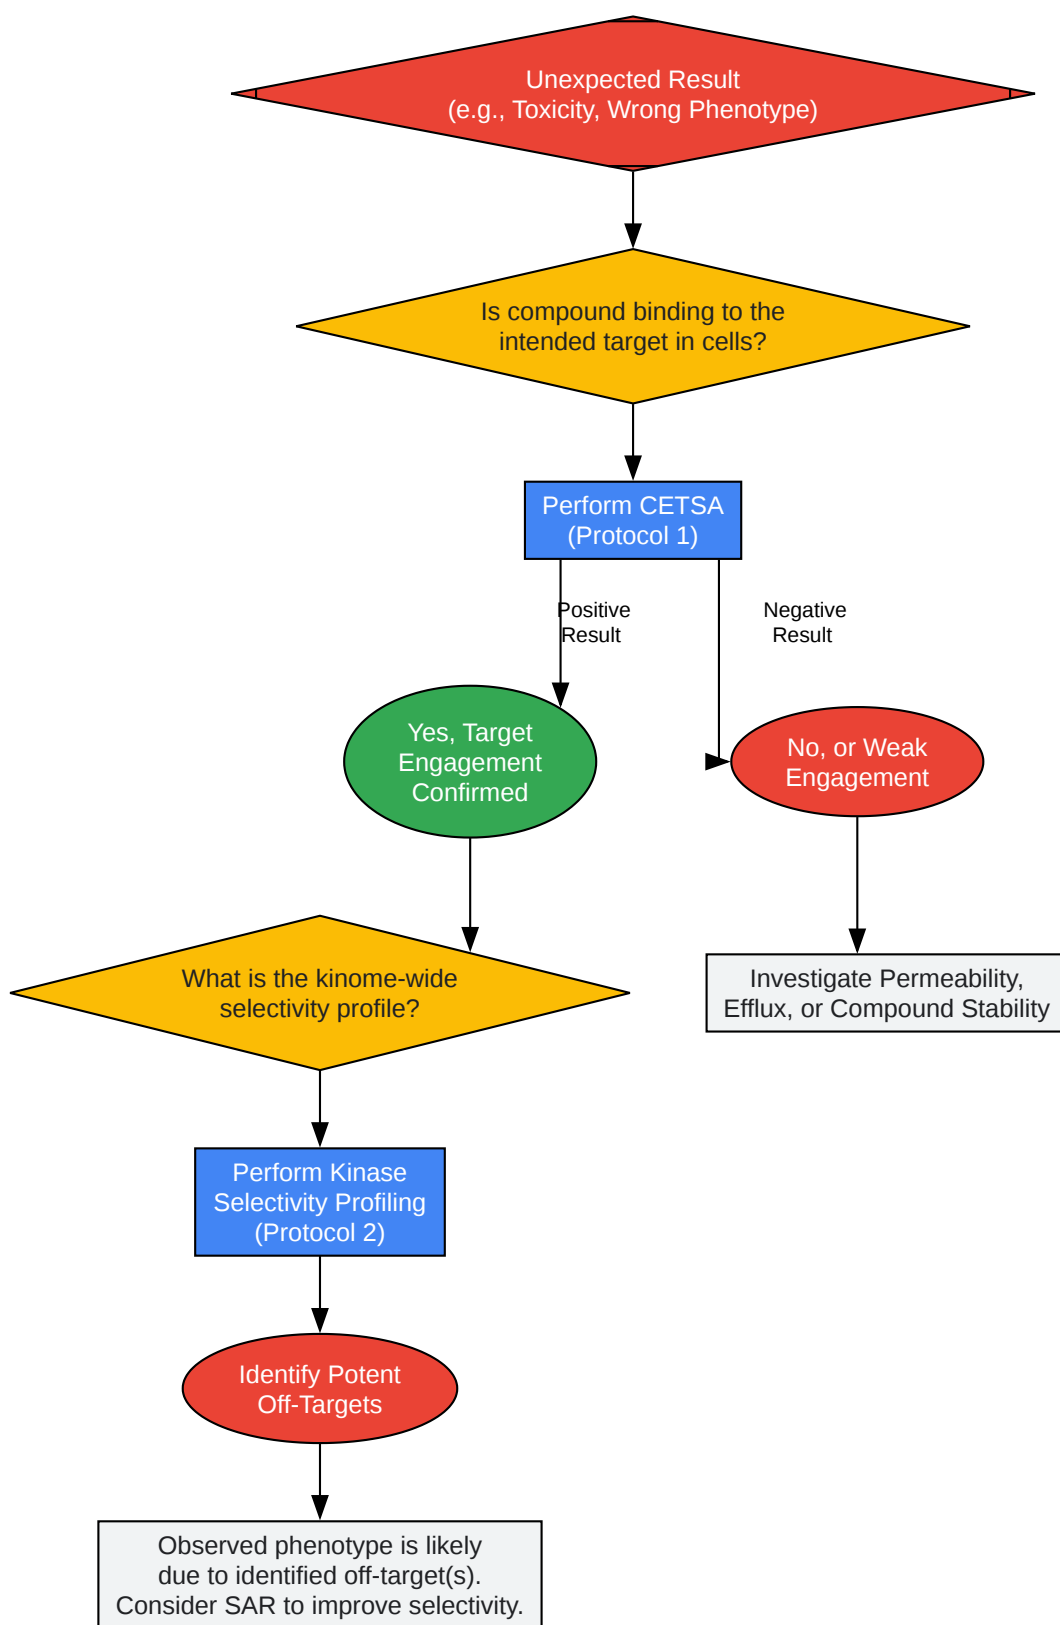 Unexpected Result
(e.g., Toxicity, Wrong Phenotype)
Is compound binding to the
intended target in cells?
Perform CETSA
(Protocol 1)
Positive
Result
Negative
Result
Yes, Target
Engagement
Confirmed
No, or Weak
Engagement
What is the kinome-wide
selectivity profile?
Investigate Permeability,
Efflux, or Compound Stability
Perform Kinase
Selectivity Profiling
(Protocol 2)
Identify Potent
Off-Targets
Observed phenotype is likely
due to identified off-target(s).
Consider SAR to improve selectivity.